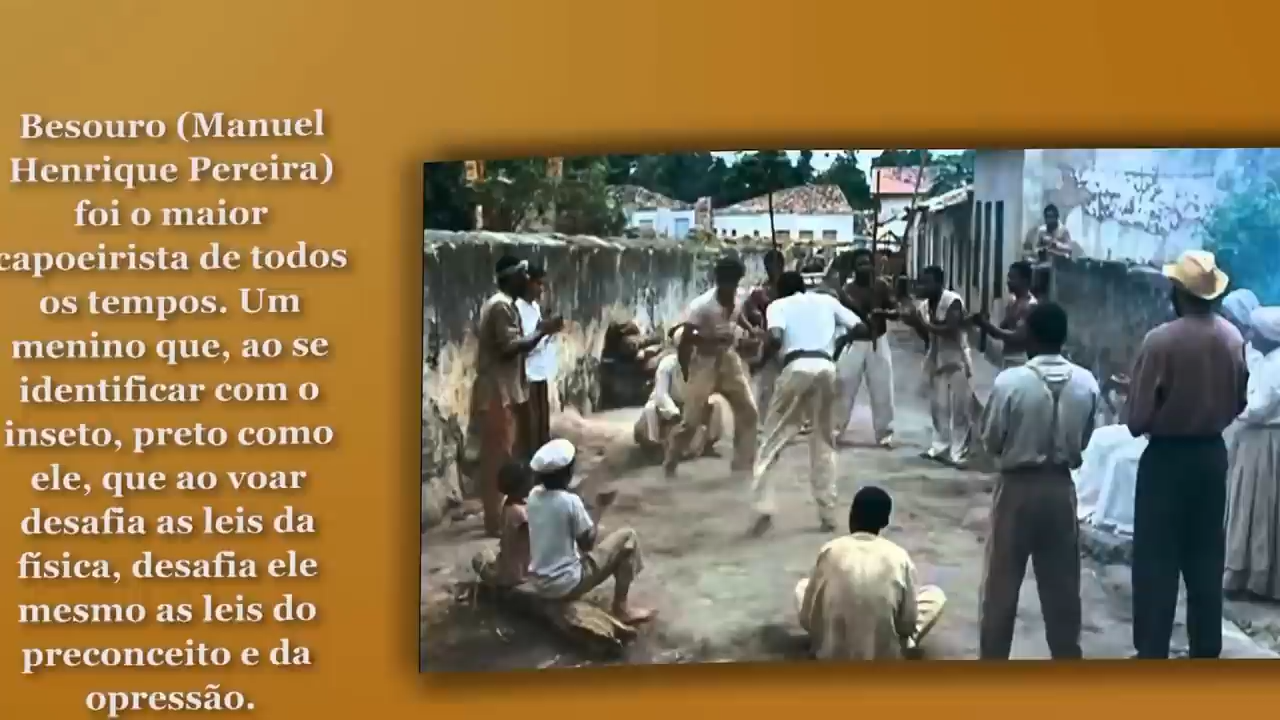 Besouro (Manuel
Henrique Pereira)
foi o maior
capoeirista de todos
os tempos. Um
menino que, ao se
identificar com o
inseto, preto como
ele, que ao voar
desafia as leis da
física, desafia ele
mesmo as leis do
preconceito e da
opressão.